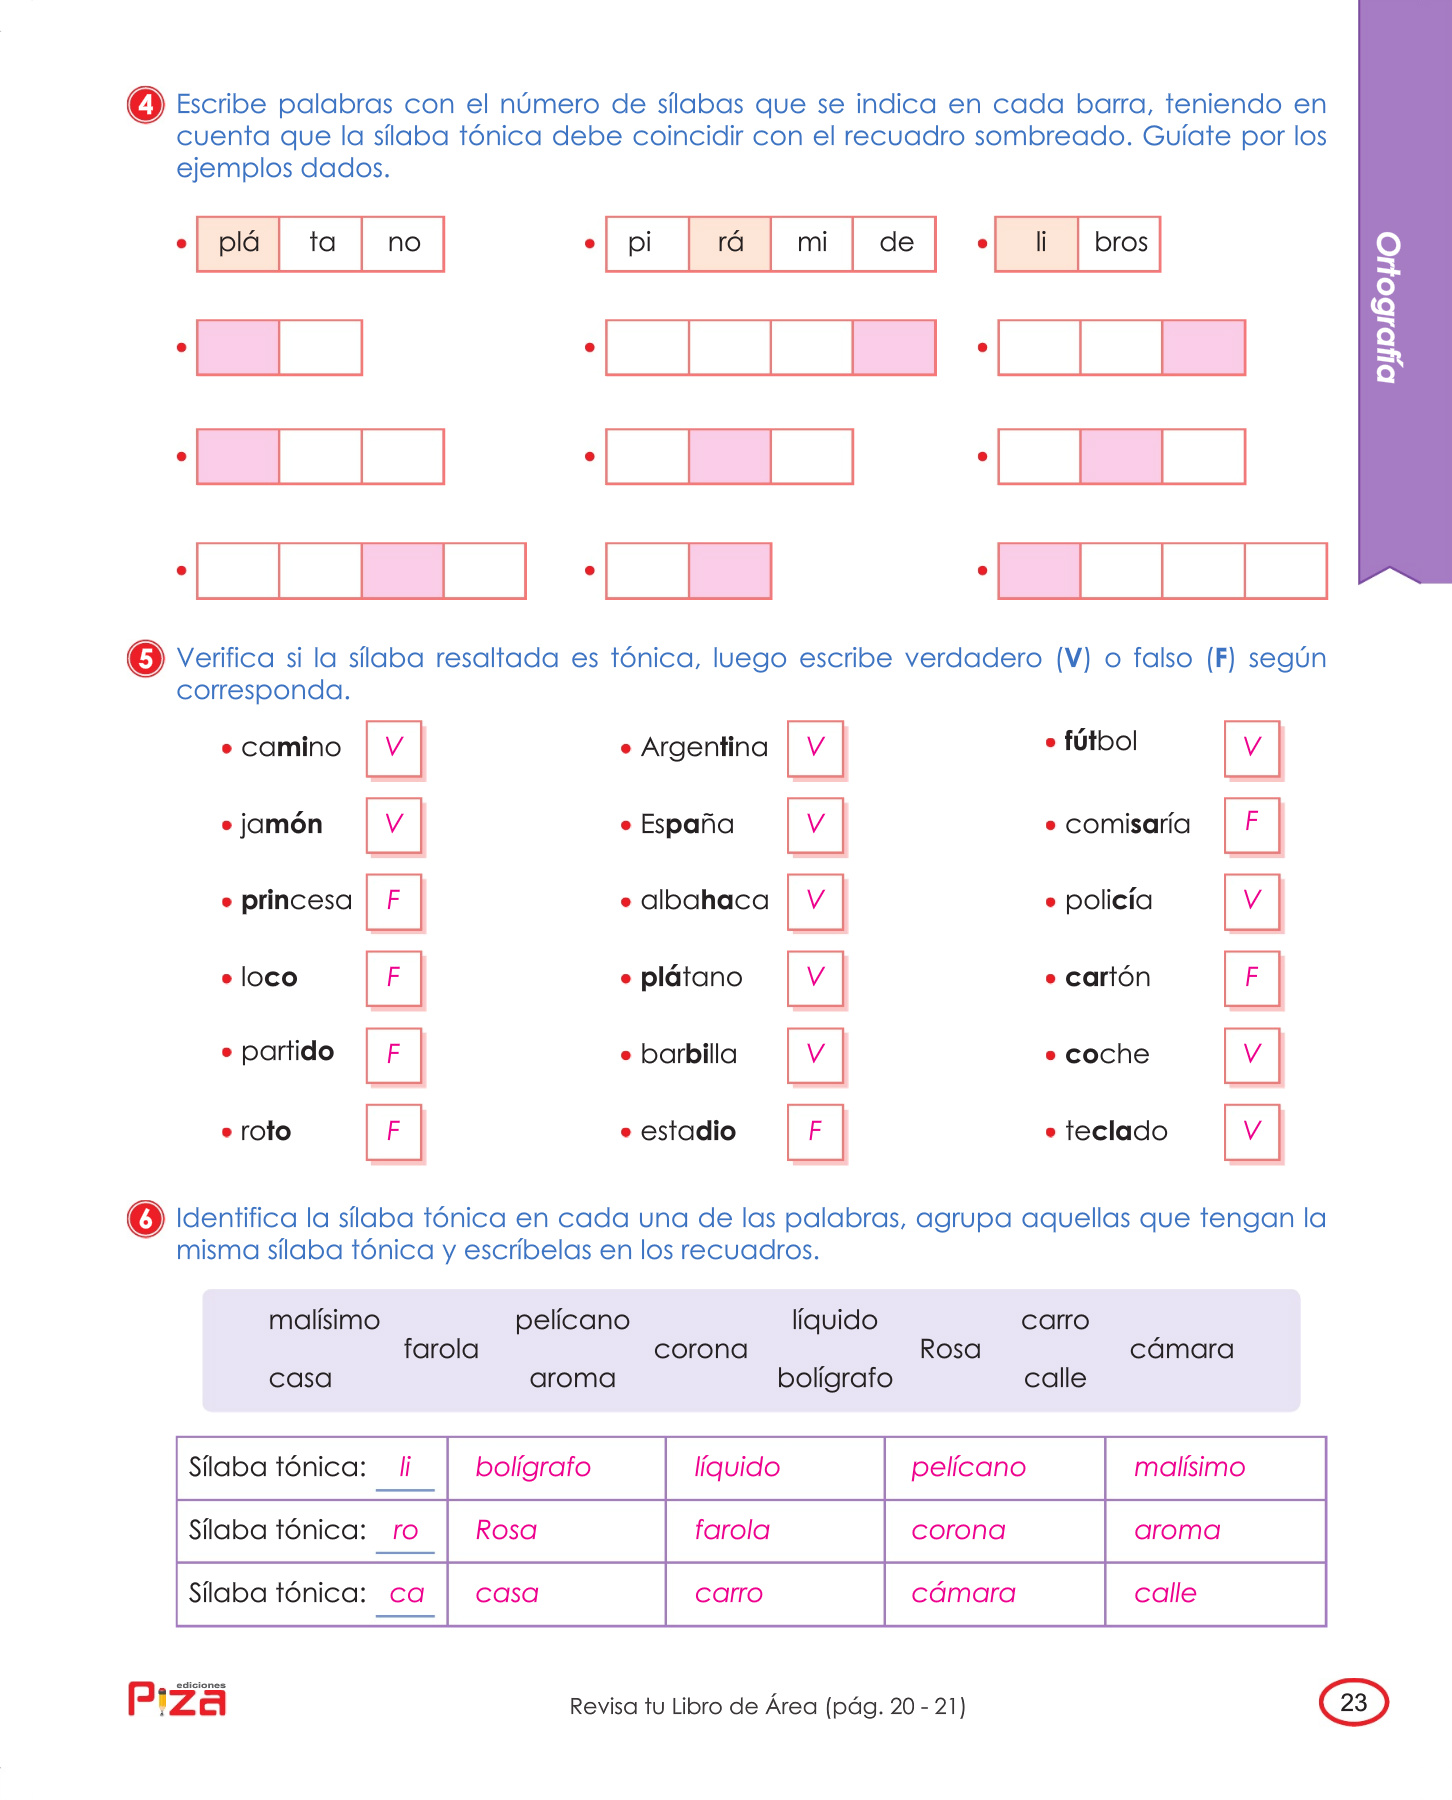 4 Escribe palabras con el número de sílabas que se indica en cada barra, teniendo en
cuenta que la sílaba tónica debe coincidir con el recuadro sombreado. Guíate por los
ejemplos dados.
• plá ta no • pi rá mi de • li bros
Ortografía
5 Verifica si la sílaba resaltada es tónica, luego escribe verdadero (V) o falso (F) según
corresponda.
• camino V • Argentina V • fútbol V
• jamón V • España V • comisaría F
• princesa F • albahaca V • policía V
• loco F • plátano V • cartón F
• partido F • barbilla V • coche V
• roto F • estadio F • teclado V
6 Identifica la sílaba tónica en cada una de las palabras, agrupa aquellas que tengan la
misma sílaba tónica y escríbelas en los recuadros.
malísimo pelícano líquido carro
farola corona Rosa cámara
casa aroma bolígrafo calle
Sílaba tónica: li bolígrafo líquido pelícano malísimo
Sílaba tónica: ro Rosa farola corona aroma
Sílaba tónica: ca casa carro cámara calle
ediciones
Piza
Revisa tu Libro de Área (pág. 20 - 21)
23